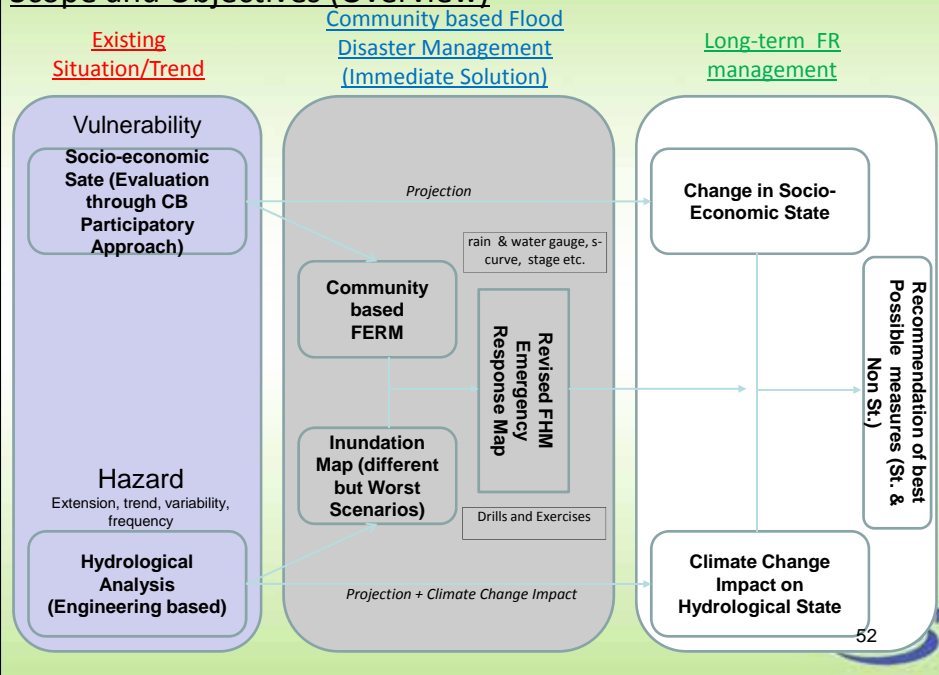 Scope and Objectives (Overview)
Existing
Situation/Trend
Community based Flood
Disaster Management
(Immediate Solution)
Long-term FR
management
Vulnerability
Socio-economic
Sate (Evaluation
through CB
Participatory
Approach)
Hazard
Extension, trend, variability,
frequency
Hydrological
Analysis
(Engineering based)
Projection
rain & water gauge, s-
curve, stage etc.
Community
based
FERM
Revised FHM
Emergency
Response Map
Inundation
Map (different
but Worst
Scenarios)
Drills and Exercises
Projection + Climate Change Impact
Change in Socio-
Economic State
Recommendation of best
Possible measures (St. &
Non St.)
Climate Change
Impact on
Hydrological State
52